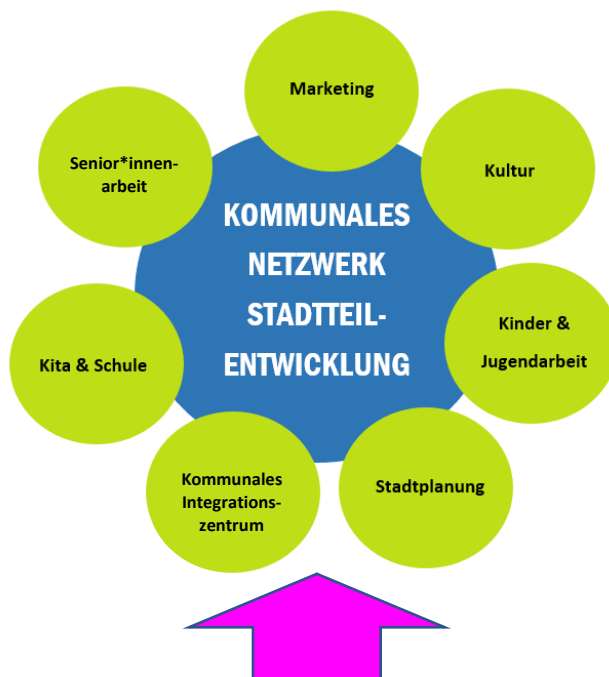 Marketing
Kultur
Kinder &
Jugendarbeit
Stadtplanung
Kommunales
Integrations-
zentrum
Kita & Schule
Senior*innen-
arbeit
KOMMUNALES
NETZWERK
STADTTEIL-
ENTWICKLUNG